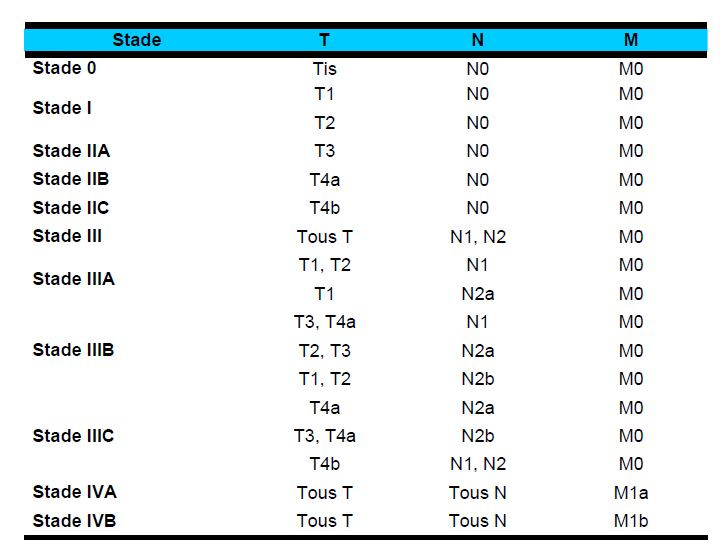 Stade T N M
Stade 0 Tis N0 M0
Stade I T1 N0 M0
T2 N0 M0
Stade IIA T3 N0 M0
Stade IIB T4a N0 M0
Stade IIC T4b N0 M0
Stade III Tous T N1, N2 M0
Stade IIIA T1, T2 N1 M0
T1 N2a M0
T3, T4a N1 M0
Stade IIIB T2, T3 N2a M0
T1, T2 N2b M0
T4a N2a M0
Stade IIIC T3, T4a N2b M0
T4b N1, N2 M0
Stade IVA Tous T Tous N M1a
Stade IVB Tous T Tous N M1b